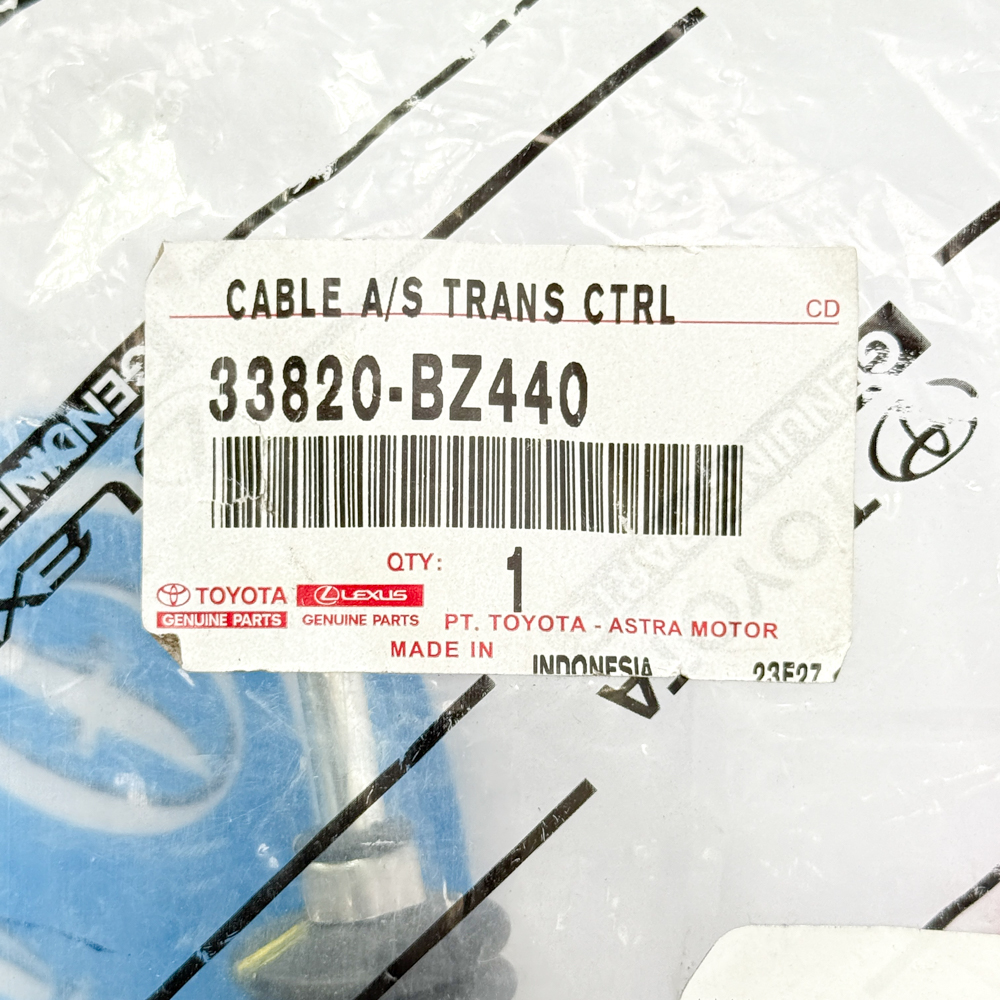 CABLE A/S TRANS CTRL
CD
33820-BZ440
QTY: 1
TOYOTA LEXUS
GENUINE PARTS GENUINE PARTS
PT. TOYOTA - ASTRA MOTOR
MADE IN INDONESIA 23F27